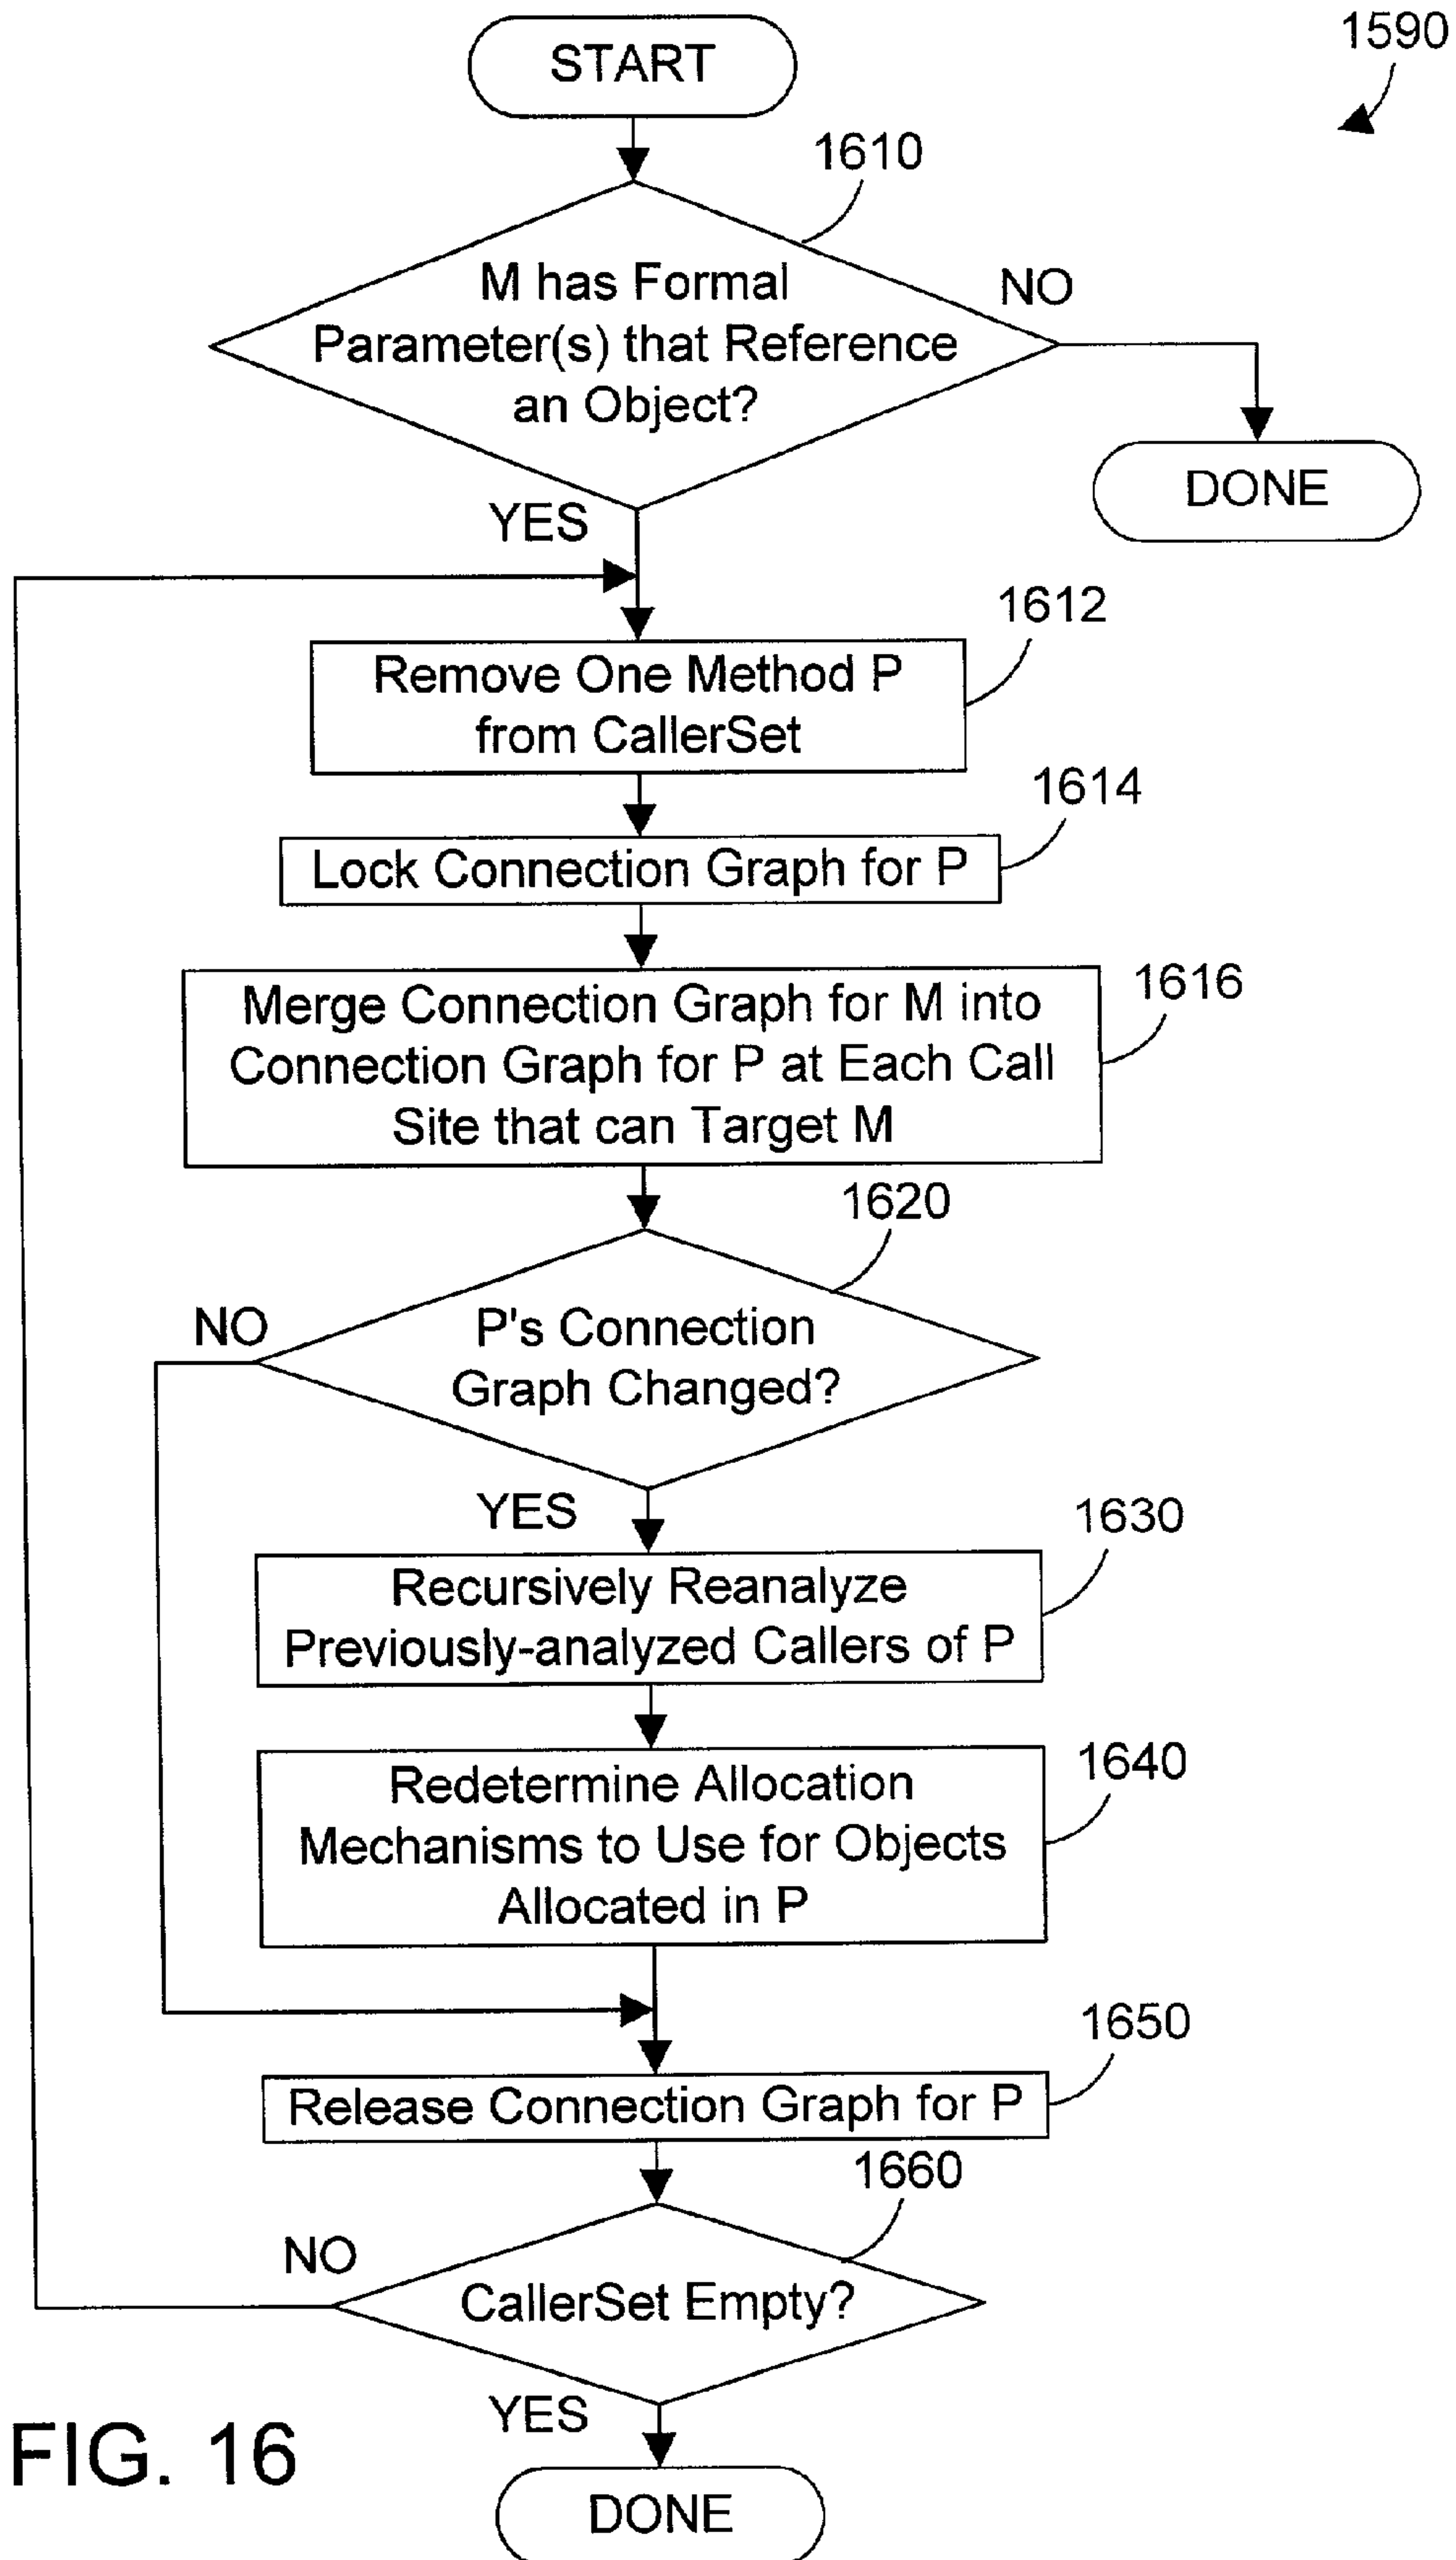 START
1590
1610
M has Formal
Parameter(s) that Reference
an Object?
NO
DONE
YES
1612
Remove One Method P
from CallerSet
1614
Lock Connection Graph for P
1616
Merge Connection Graph for M into
Connection Graph for P at Each Call
Site that can Target M
1620
NO
P's Connection
Graph Changed?
YES
1630
Recursively Reanalyze
Previously-analyzed Callers of P
1640
Redetermine Allocation
Mechanisms to Use for Objects
Allocated in P
1650
Release Connection Graph for P
1660
NO
CallerSet Empty?
YES
FIG. 16
DONE